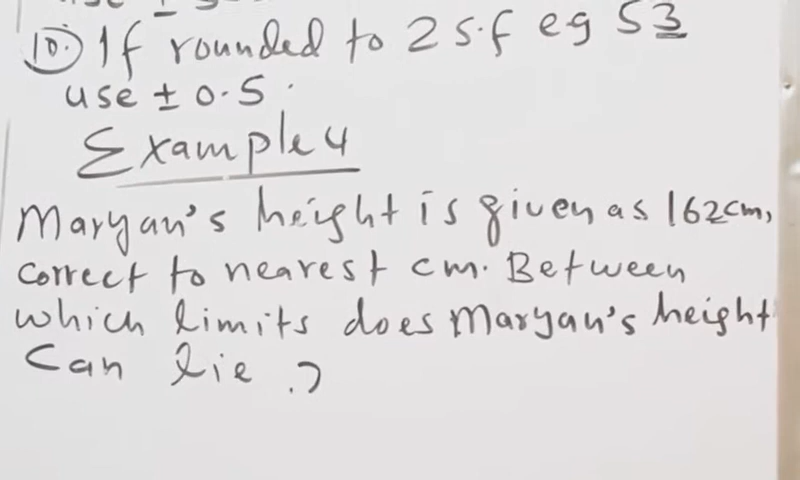 10. If rounded to 2 s.f eg 53
use ± 0.5.
Example 4
Maryan's height is given as 162cm,
correct to nearest cm. Between
which limits does Maryan's height
Can lie ?